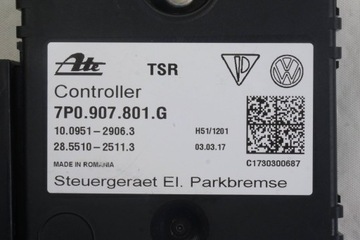 Ate TSR
Controller
7P0.907.801.G
10.0951-2906.3 H51/1201
28.5510-2511.3 03.03.17
MADE IN ROMANIA C1730300687
Steuergeraet El. Parkbremse